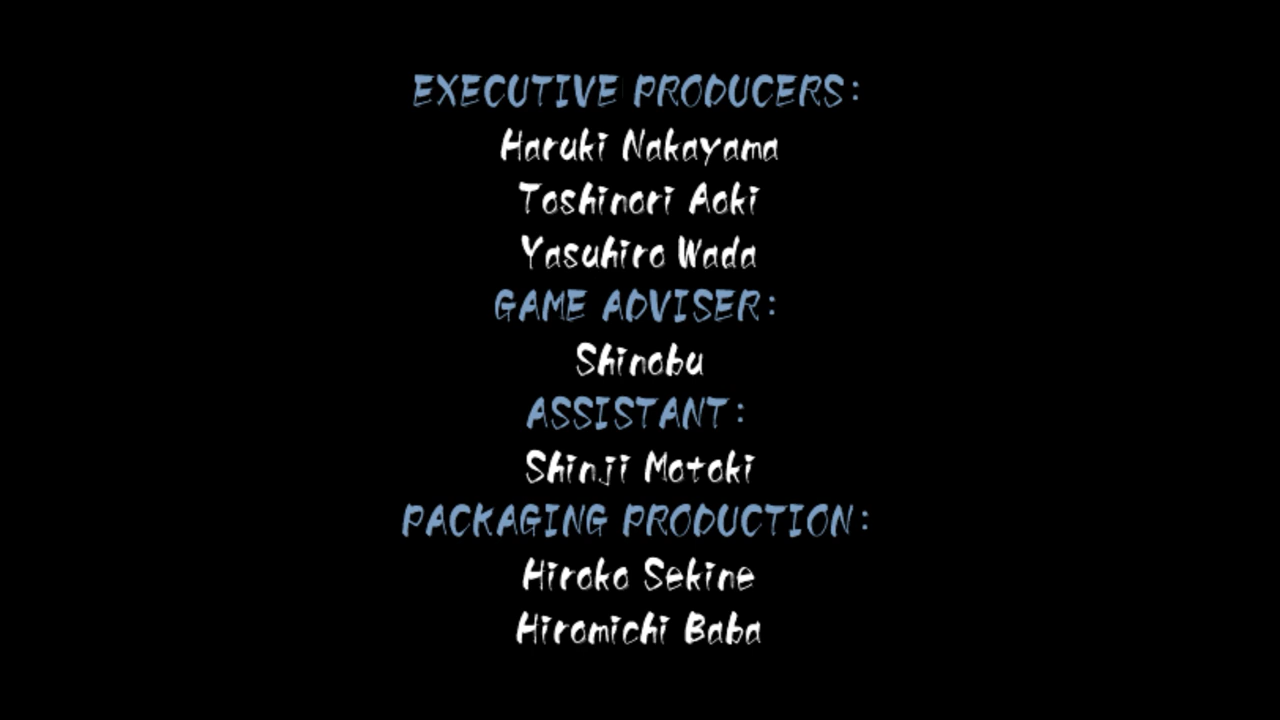 EXECUTIVE PRODUCERS:
Haruki Nakayama
Toshinori Aoki
Yasuhiro Wada
GAME ADVISER:
Shinobu
ASSISTANT:
Shinji Motoki
PACKAGING PRODUCTION:
Hiroko Sekine
Hiromichi Baba